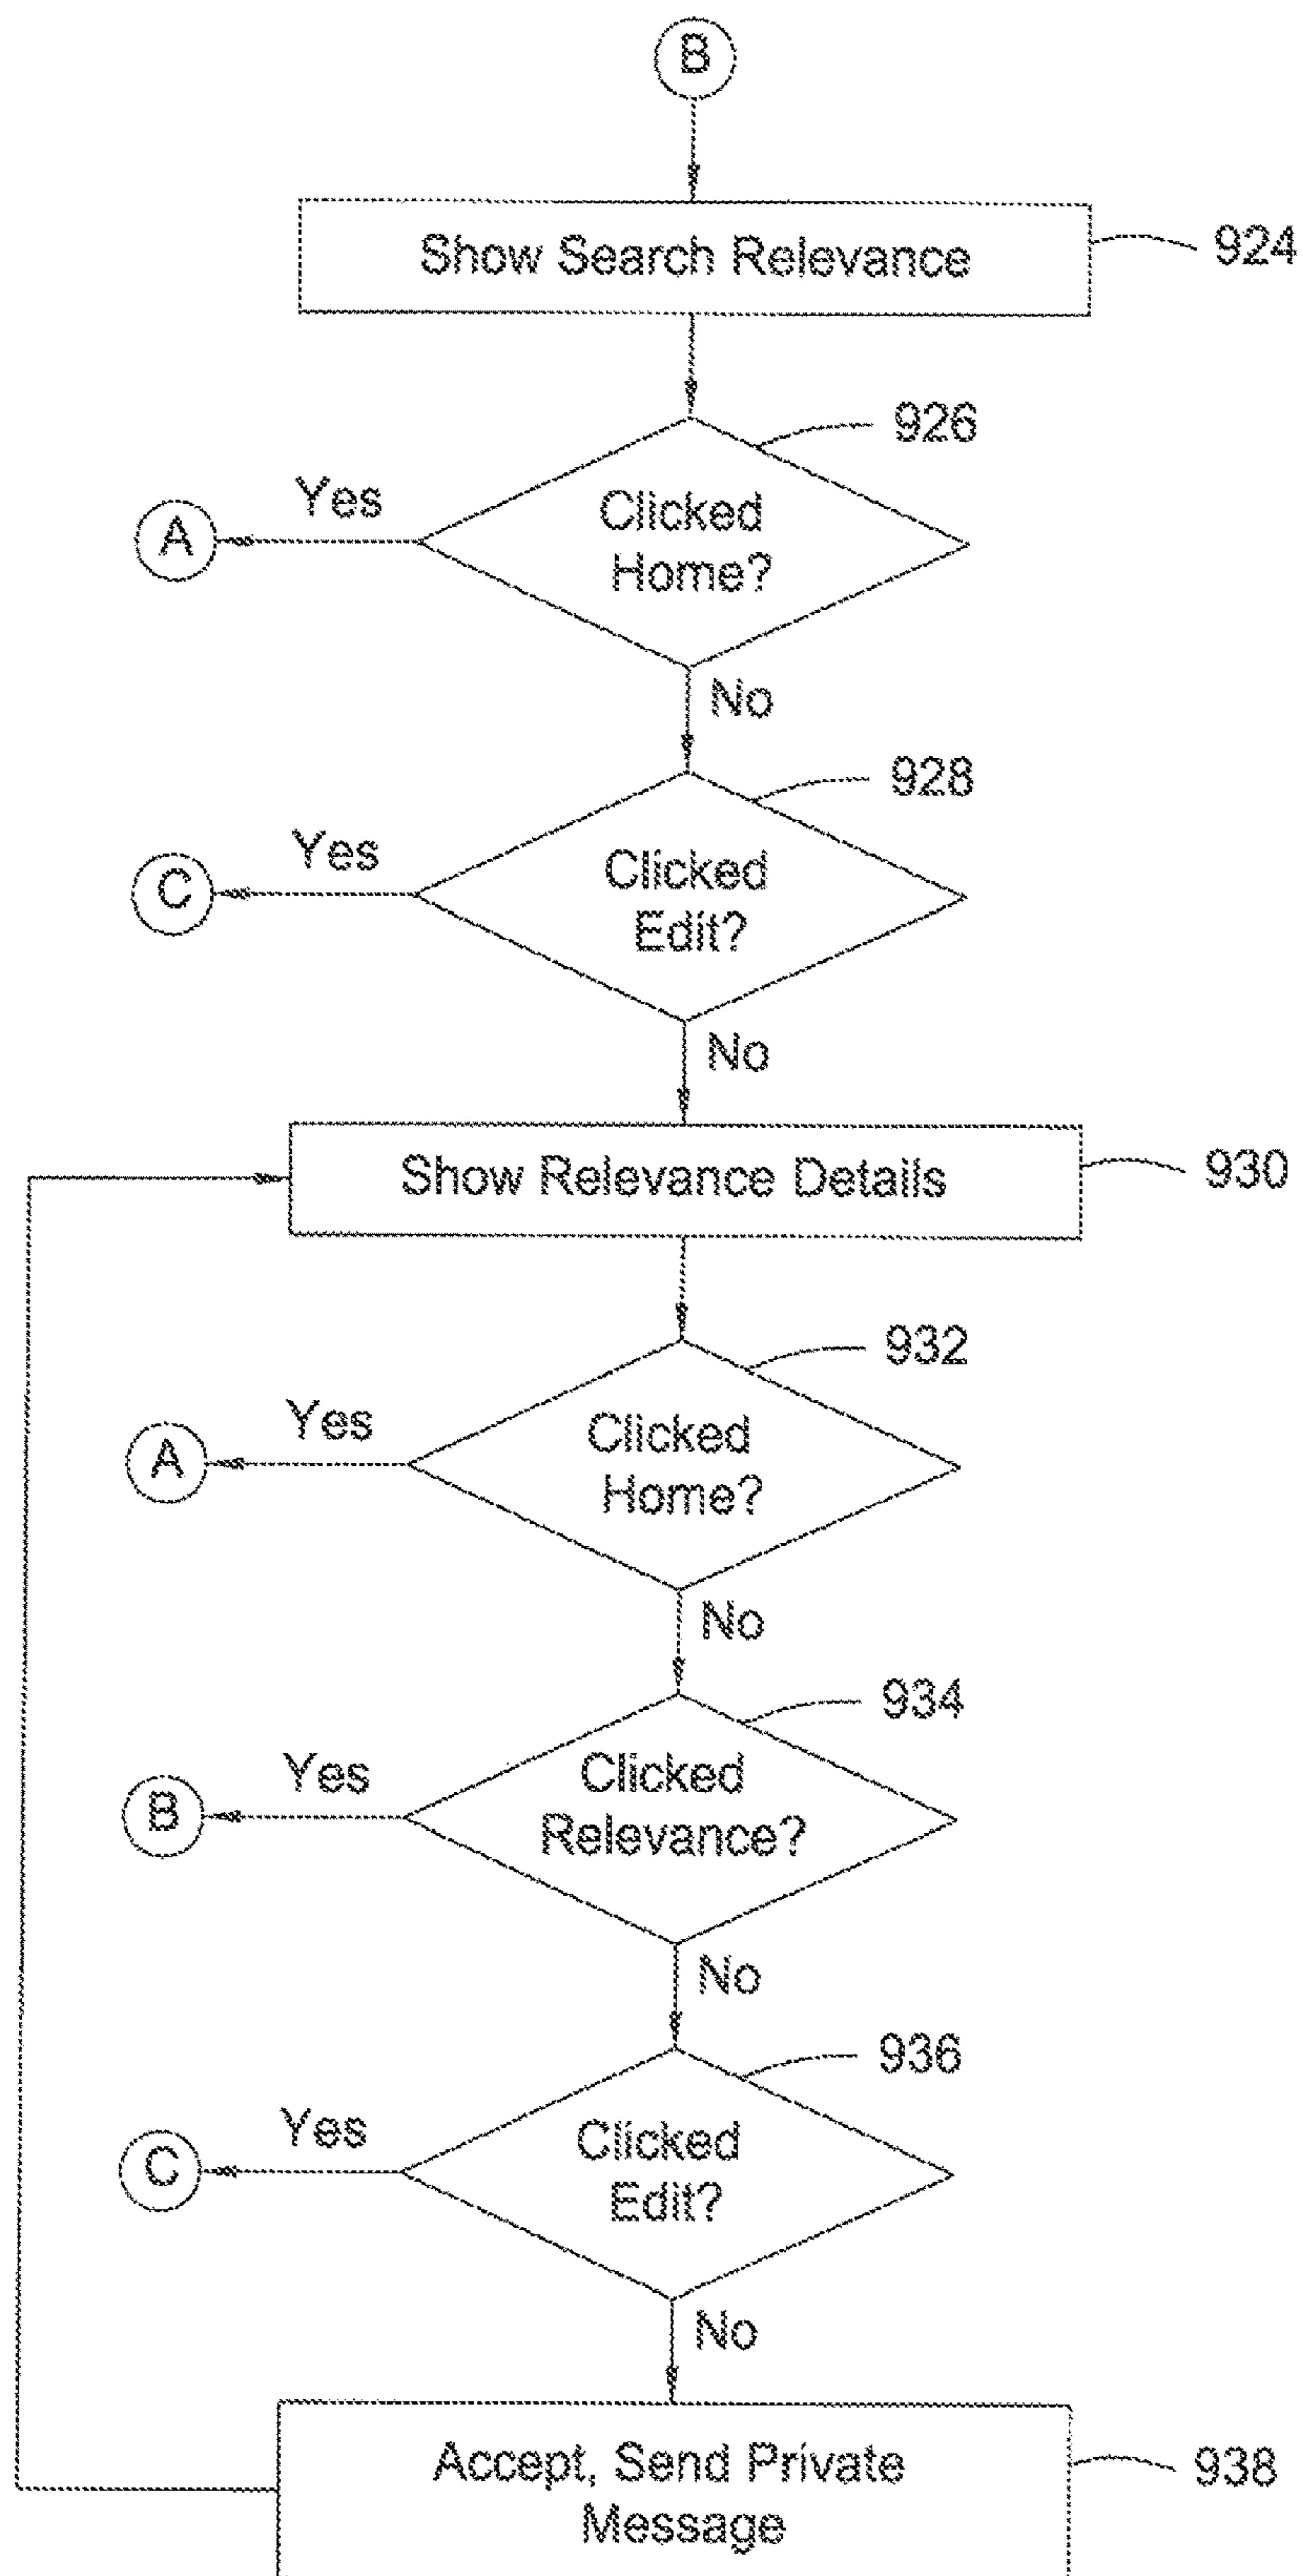 B
Show Search Relevance
924
926
Yes
A
Clicked
Home?
No
928
Yes
C
Clicked
Edit?
No
Show Relevance Details
930
932
Yes
A
Clicked
Home?
No
934
Yes
B
Clicked
Relevance?
No
936
Yes
C
Clicked
Edit?
No
Accept, Send Private
Message
938